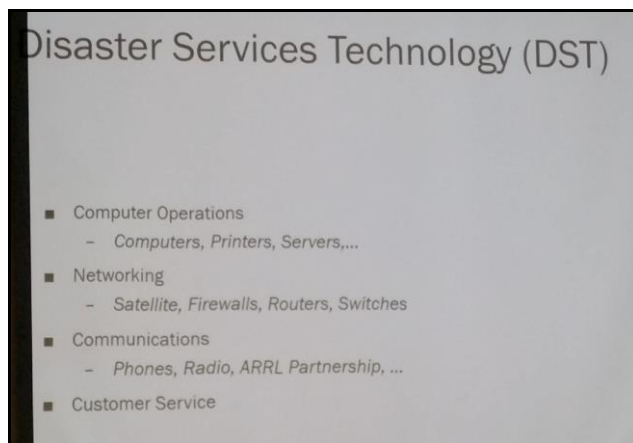 Disaster Services Technology (DST)
■ Computer Operations
– Computers, Printers, Servers,...
■ Networking
– Satellite, Firewalls, Routers, Switches
■ Communications
– Phones, Radio, ARRL Partnership, ...
■ Customer Service